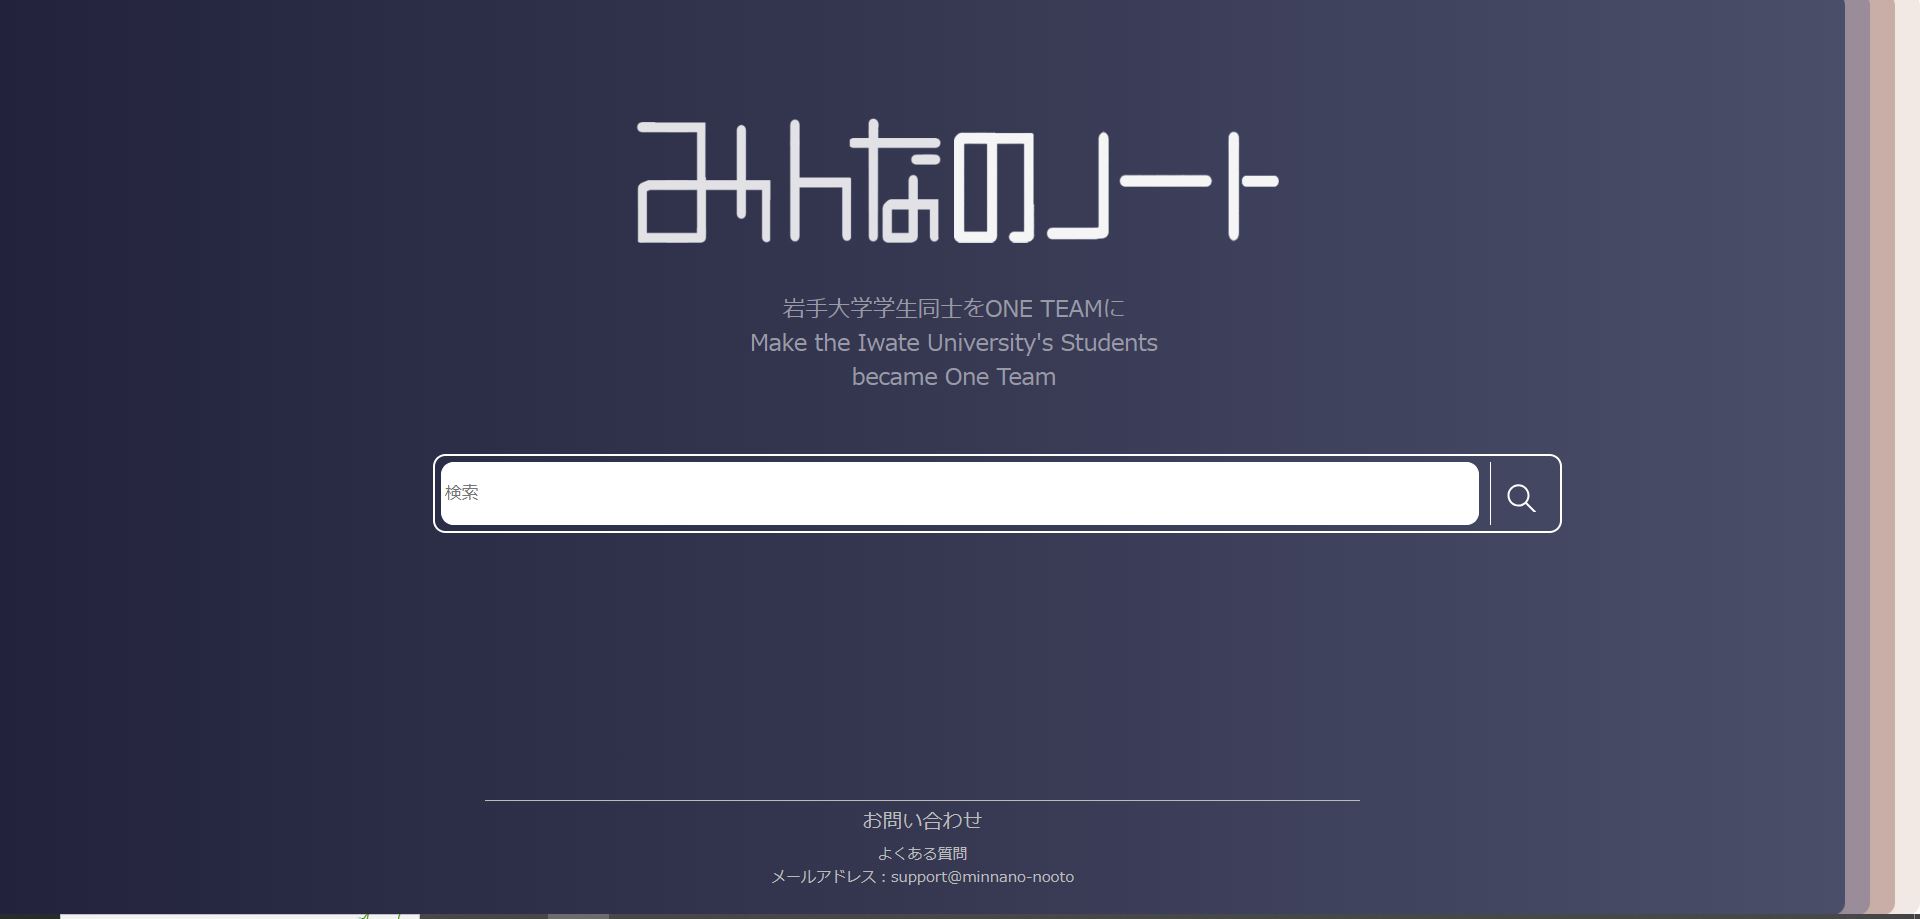 みんなのノート
岩手大学学生同士をONE TEAMに
Make the Iwate University's Students
became One Team
検索
お問い合わせ
よくある質問
メールアドレス：support@minnano-nooto